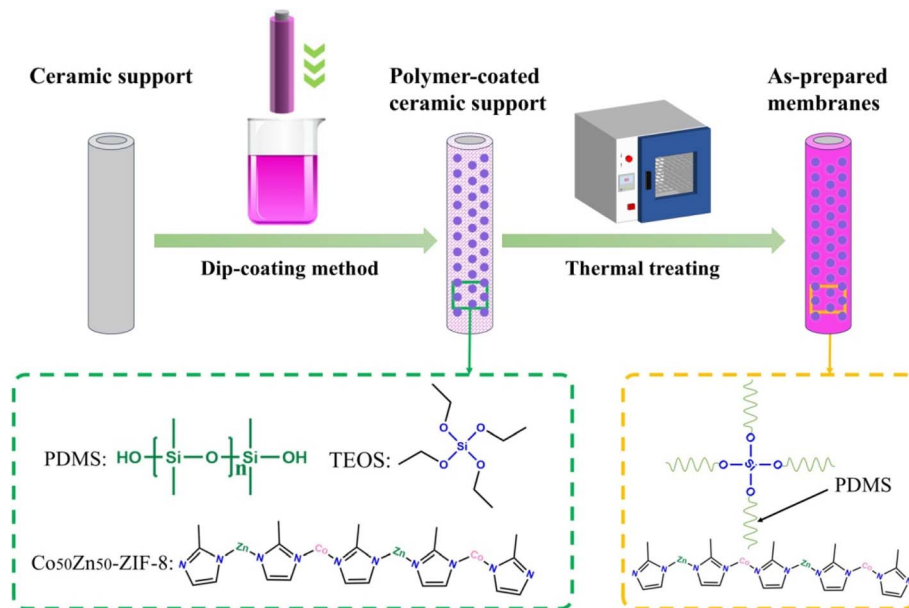 Ceramic support
Polymer-coated
ceramic support
As-prepared
membranes
Dip-coating method
Thermal treating
PDMS: HO Si O Si OH
n
TEOS: O O Si O O
Co50Zn50-ZIF-8: N N Zn N N Co N N Zn N N Co N N
O
O Si O
O
PDMS
N N Zn N N Co N N Zn N N Co N N